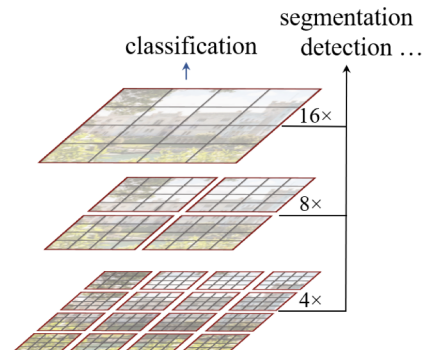 segmentation
classification
detection ...
16×
8×
4×